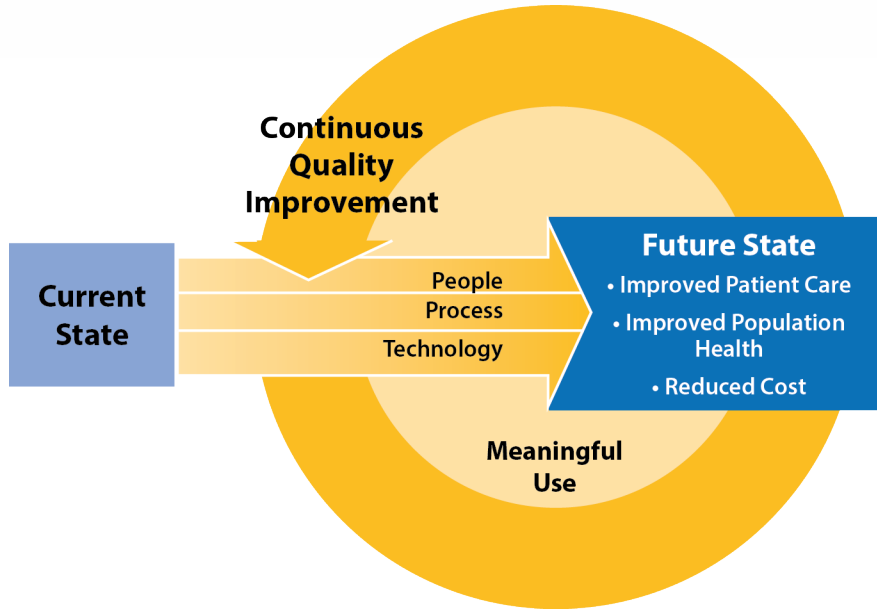 Continuous
Quality
Improvement
Current
State
People
Process
Technology
Future State
• Improved Patient Care
• Improved Population
Health
• Reduced Cost
Meaningful
Use